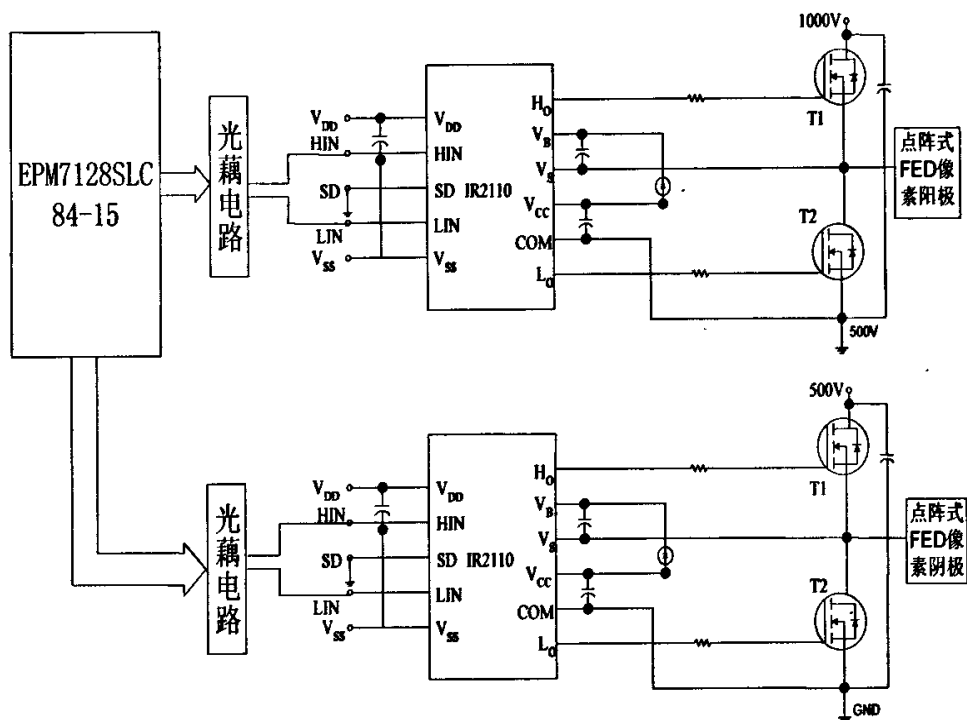 EPM7128SLC
84-15
光藕电路
V_DD
HIN
SD
LIN
V_SS
V_DD
HIN
SD IR2110
LIN
V_SS
H_O
V_B
V_S
V_CC
COM
L_O
1000V
T1
T2
500V
点阵式
FED像
素阳极
光藕电路
V_DD
HIN
SD
LIN
V_SS
V_DD
HIN
SD IR2110
LIN
V_SS
H_O
V_B
V_S
V_CC
COM
L_O
500V
T1
T2
GND
点阵式
FED像
素阴极